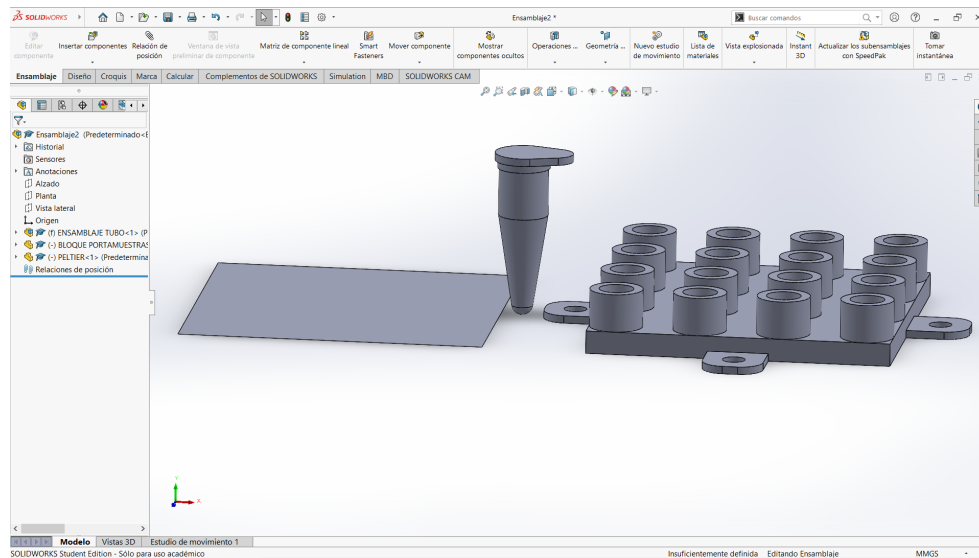 SOLIDWORKS
Ensamblaje2 *
Buscar comandos
Editar componente
Insertar componentes
Relación de posición
Ventana de vista preliminar de componente
Matriz de componente lineal
Smart Fasteners
Mover componente
Mostrar componentes ocultos
Operaciones ...
Geometría ...
Nuevo estudio de movimiento
Lista de materiales
Vista explosionada
Instant 3D
Actualizar los subensamblajes con SpeedPak
Tomar instantánea
Ensamblaje Diseño Croquis Marca Calcular Complementos de SOLIDWORKS Simulation MBD SOLIDWORKS CAM
Ensamblaje2 (Predeterminado<E
Historial
Sensores
Anotaciones
Alzado
Planta
Vista lateral
Origen
(f) ENSAMBLAJE TUBO<1> (P
(-) BLOQUE PORTAMUESTRAS
(-) PELTIER<1> (Predetermina
Relaciones de posición
Y
X
Modelo Vistas 3D Estudio de movimiento 1
SOLIDWORKS Student Edition - Sólo para uso académico
Insuficientemente definida Editando Ensamblaje MMGS